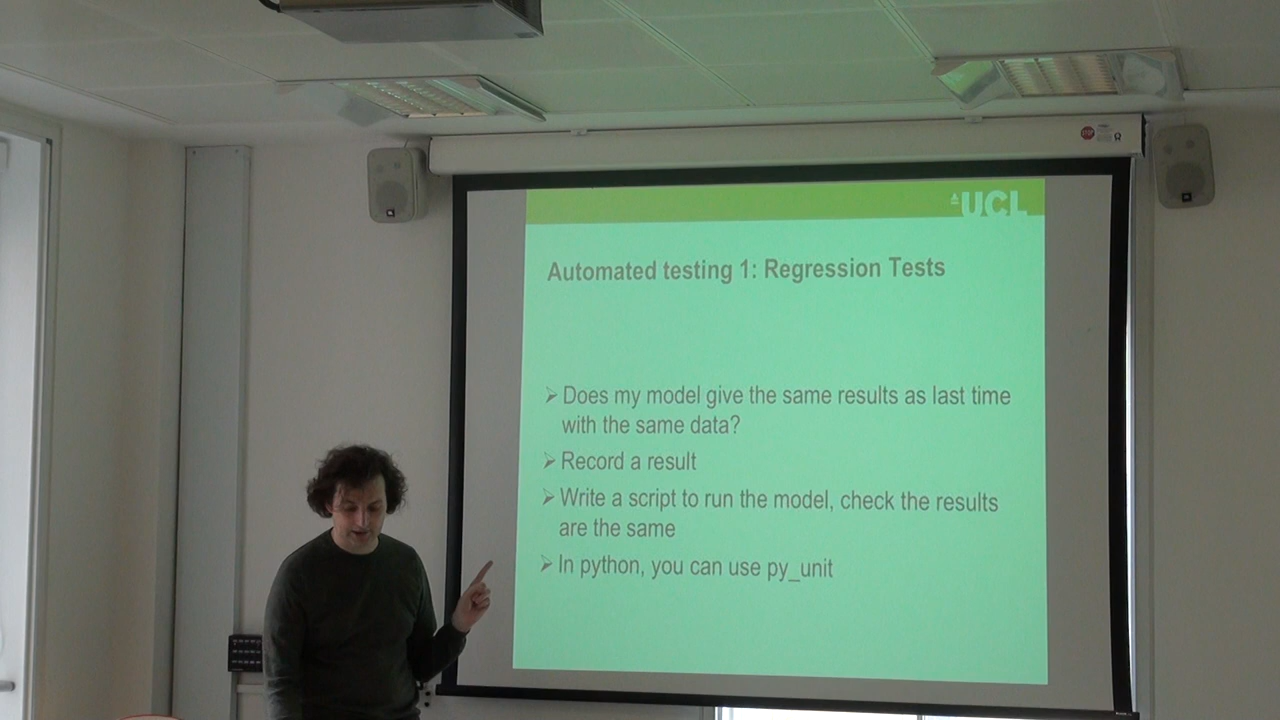 UCL
Automated testing 1: Regression Tests
Does my model give the same results as last time
with the same data?
Record a result
Write a script to run the model, check the results
are the same
In python, you can use py_unit